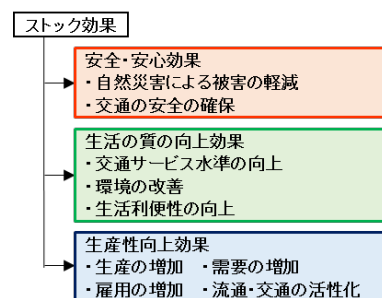 ストック効果
安全・安心効果
・自然災害による被害の軽減
・交通の安全の確保
生活の質の向上効果
・交通サービス水準の向上
・環境の改善
・生活利便性の向上
生産性向上効果
・生産の増加 ・需要の増加
・雇用の増加 ・流通・交通の活性化